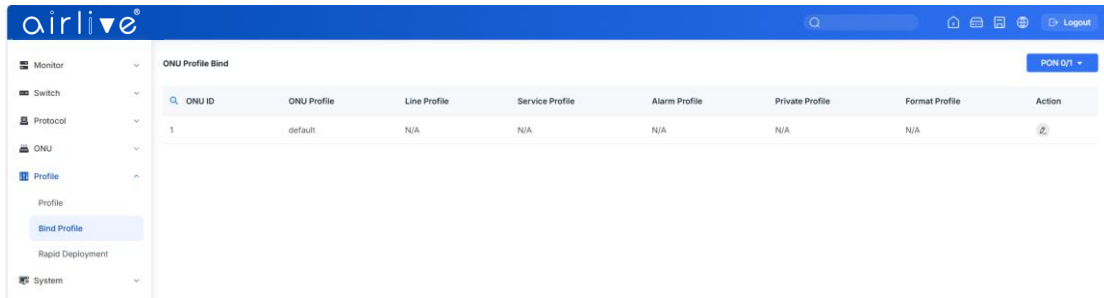 airlive®
Logout
Monitor
Switch
Protocol
ONU
Profile
Profile
Bind Profile
Rapid Deployment
System
ONU Profile Bind
PON 0/1
ONU ID ONU Profile Line Profile Service Profile Alarm Profile Private Profile Format Profile Action
1 default N/A N/A N/A N/A N/A